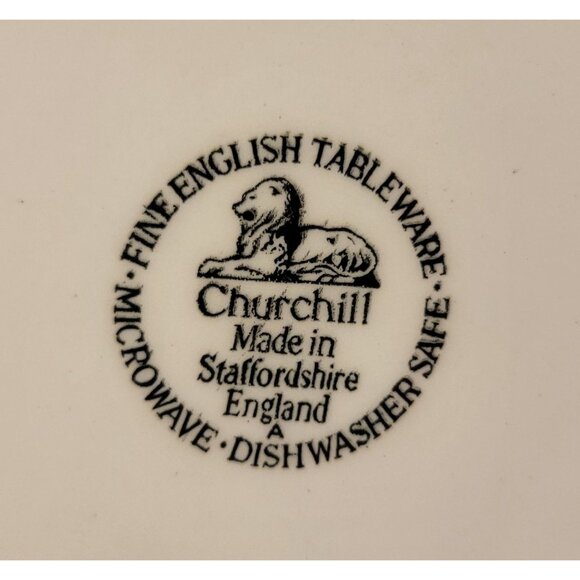 · FINE ENGLISH TABLEWARE ·
Churchill
Made in
Staffordshire
England
A
MICROWAVE · DISHWASHER SAFE ·